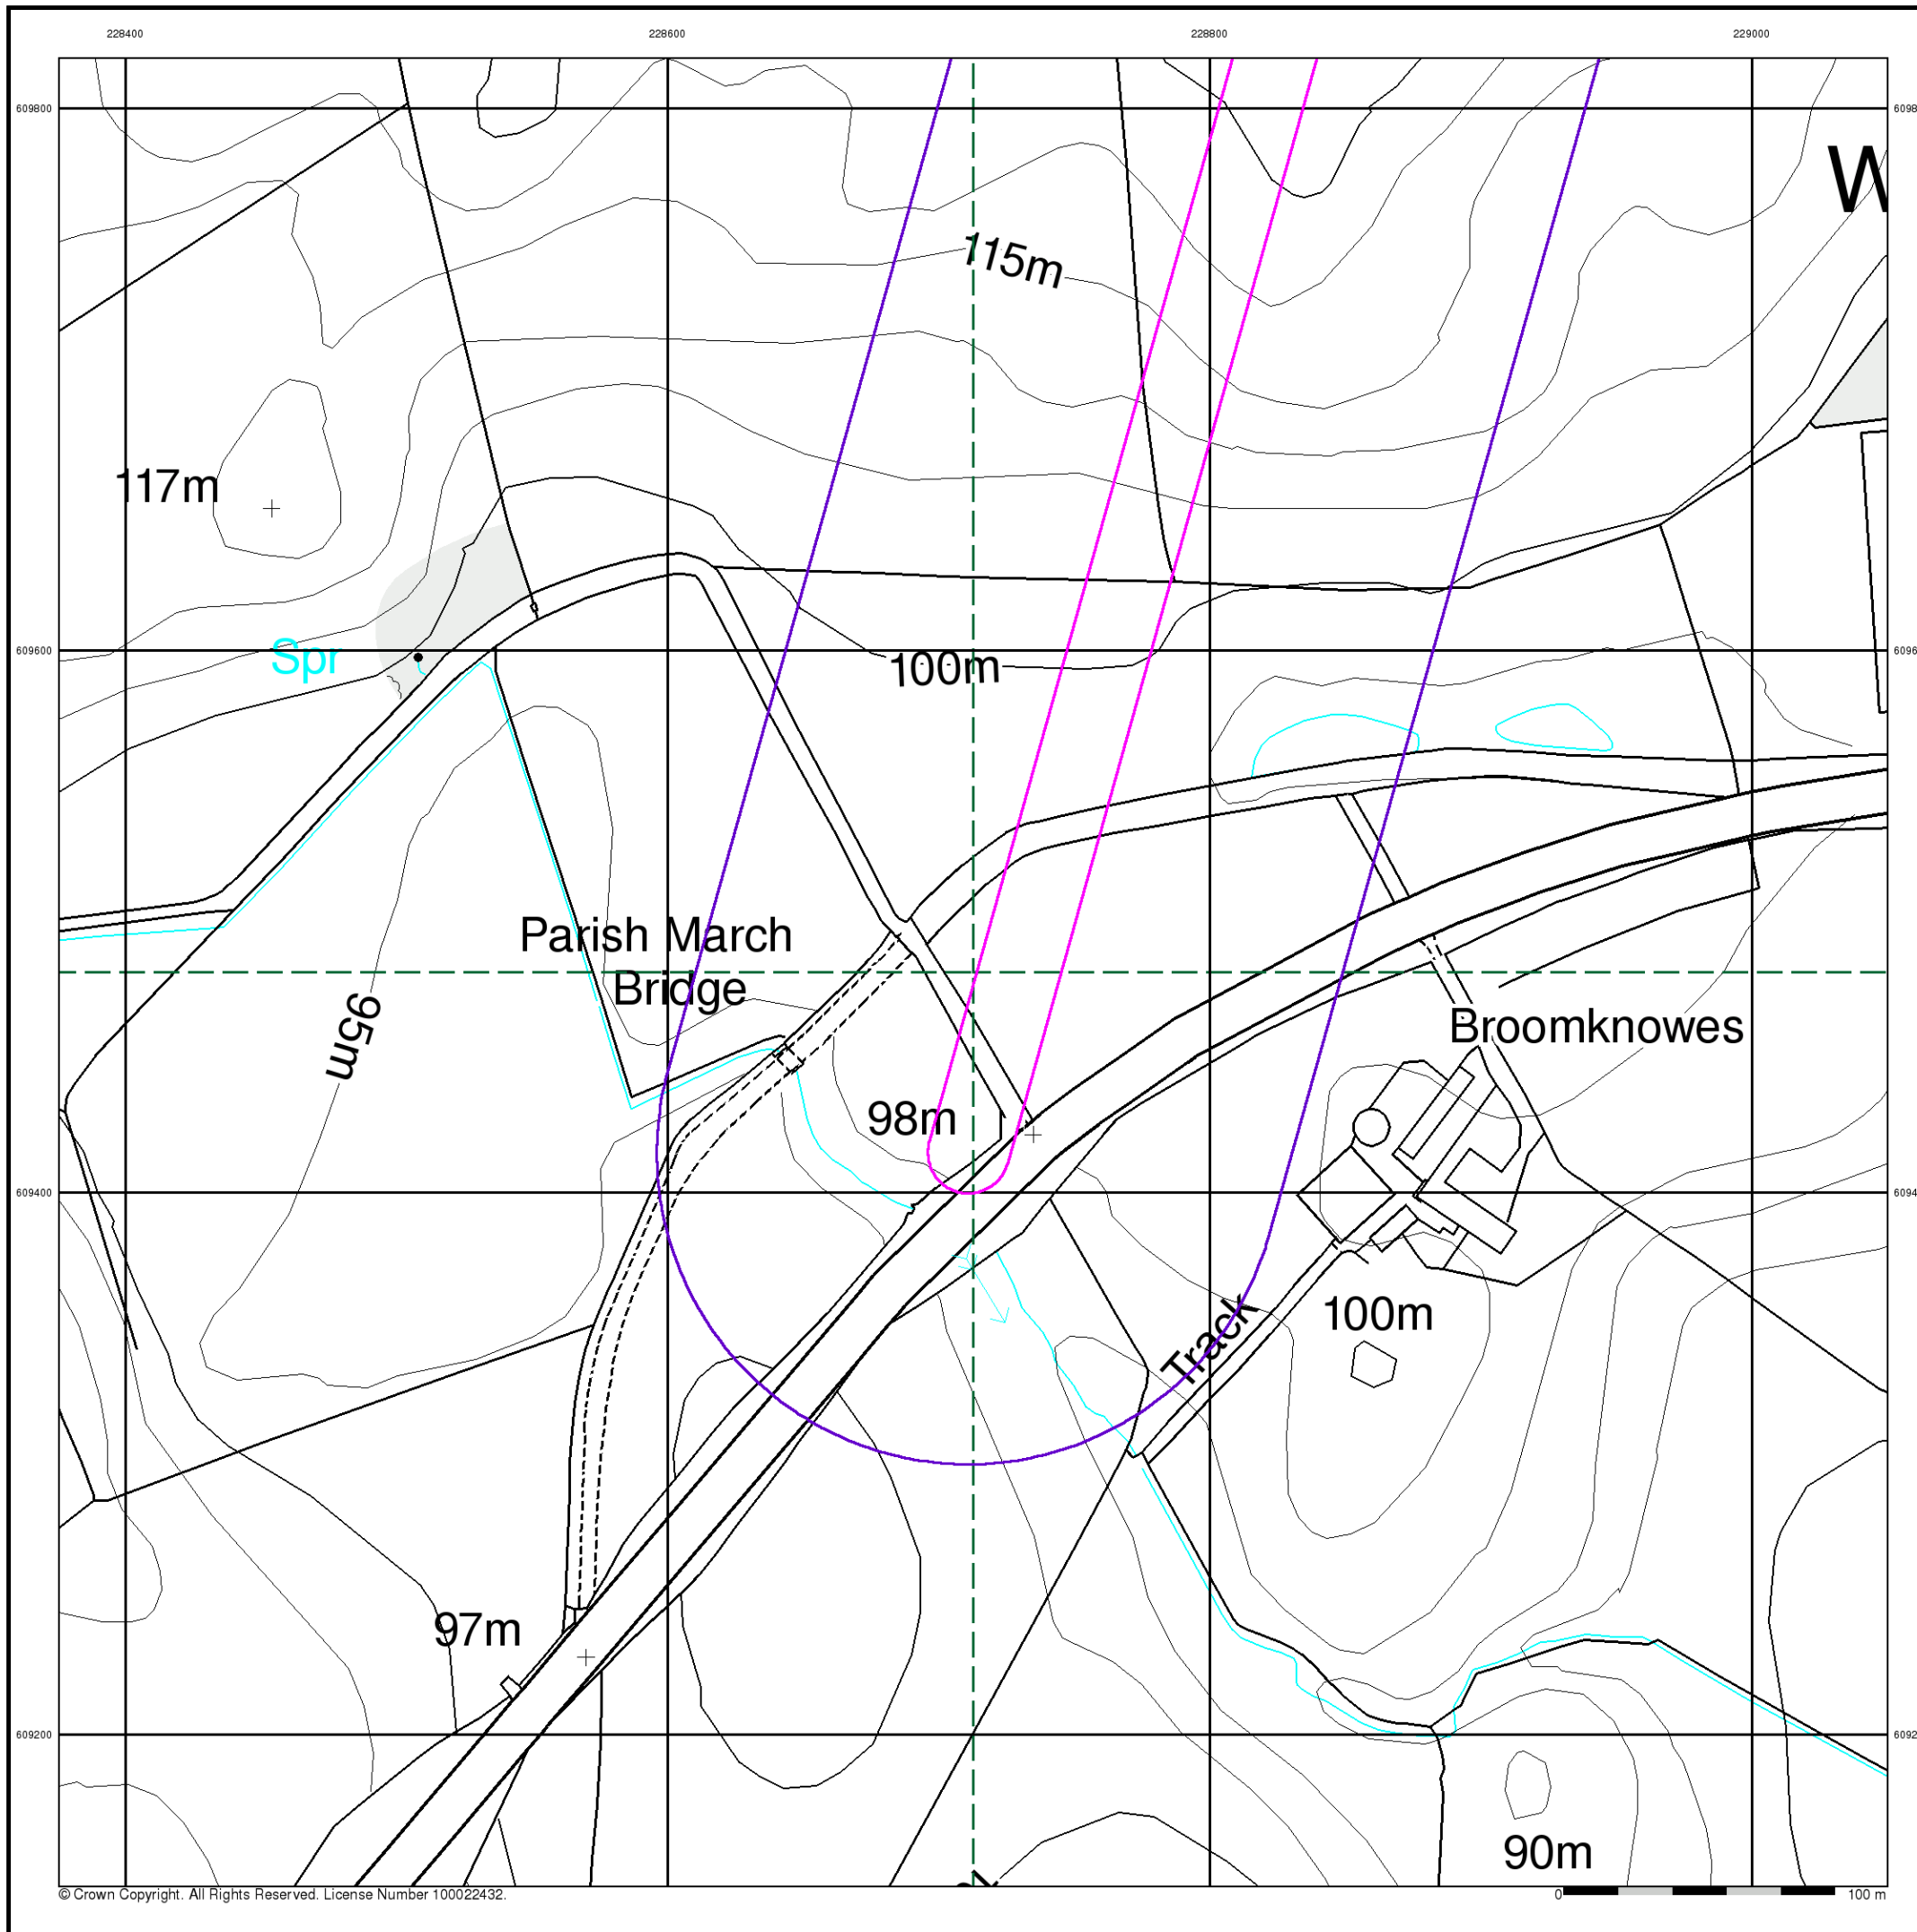 228400 228600 228800 229000
609800 6098
W
115m
117m
Spr
100m
609600 6096
Parish March
Bridge
95m
Broomknowes
98m
609400 6094
Track
100m
97m
609200 6092
90m
© Crown Copyright. All Rights Reserved. License Number 100022432.
0 100 m